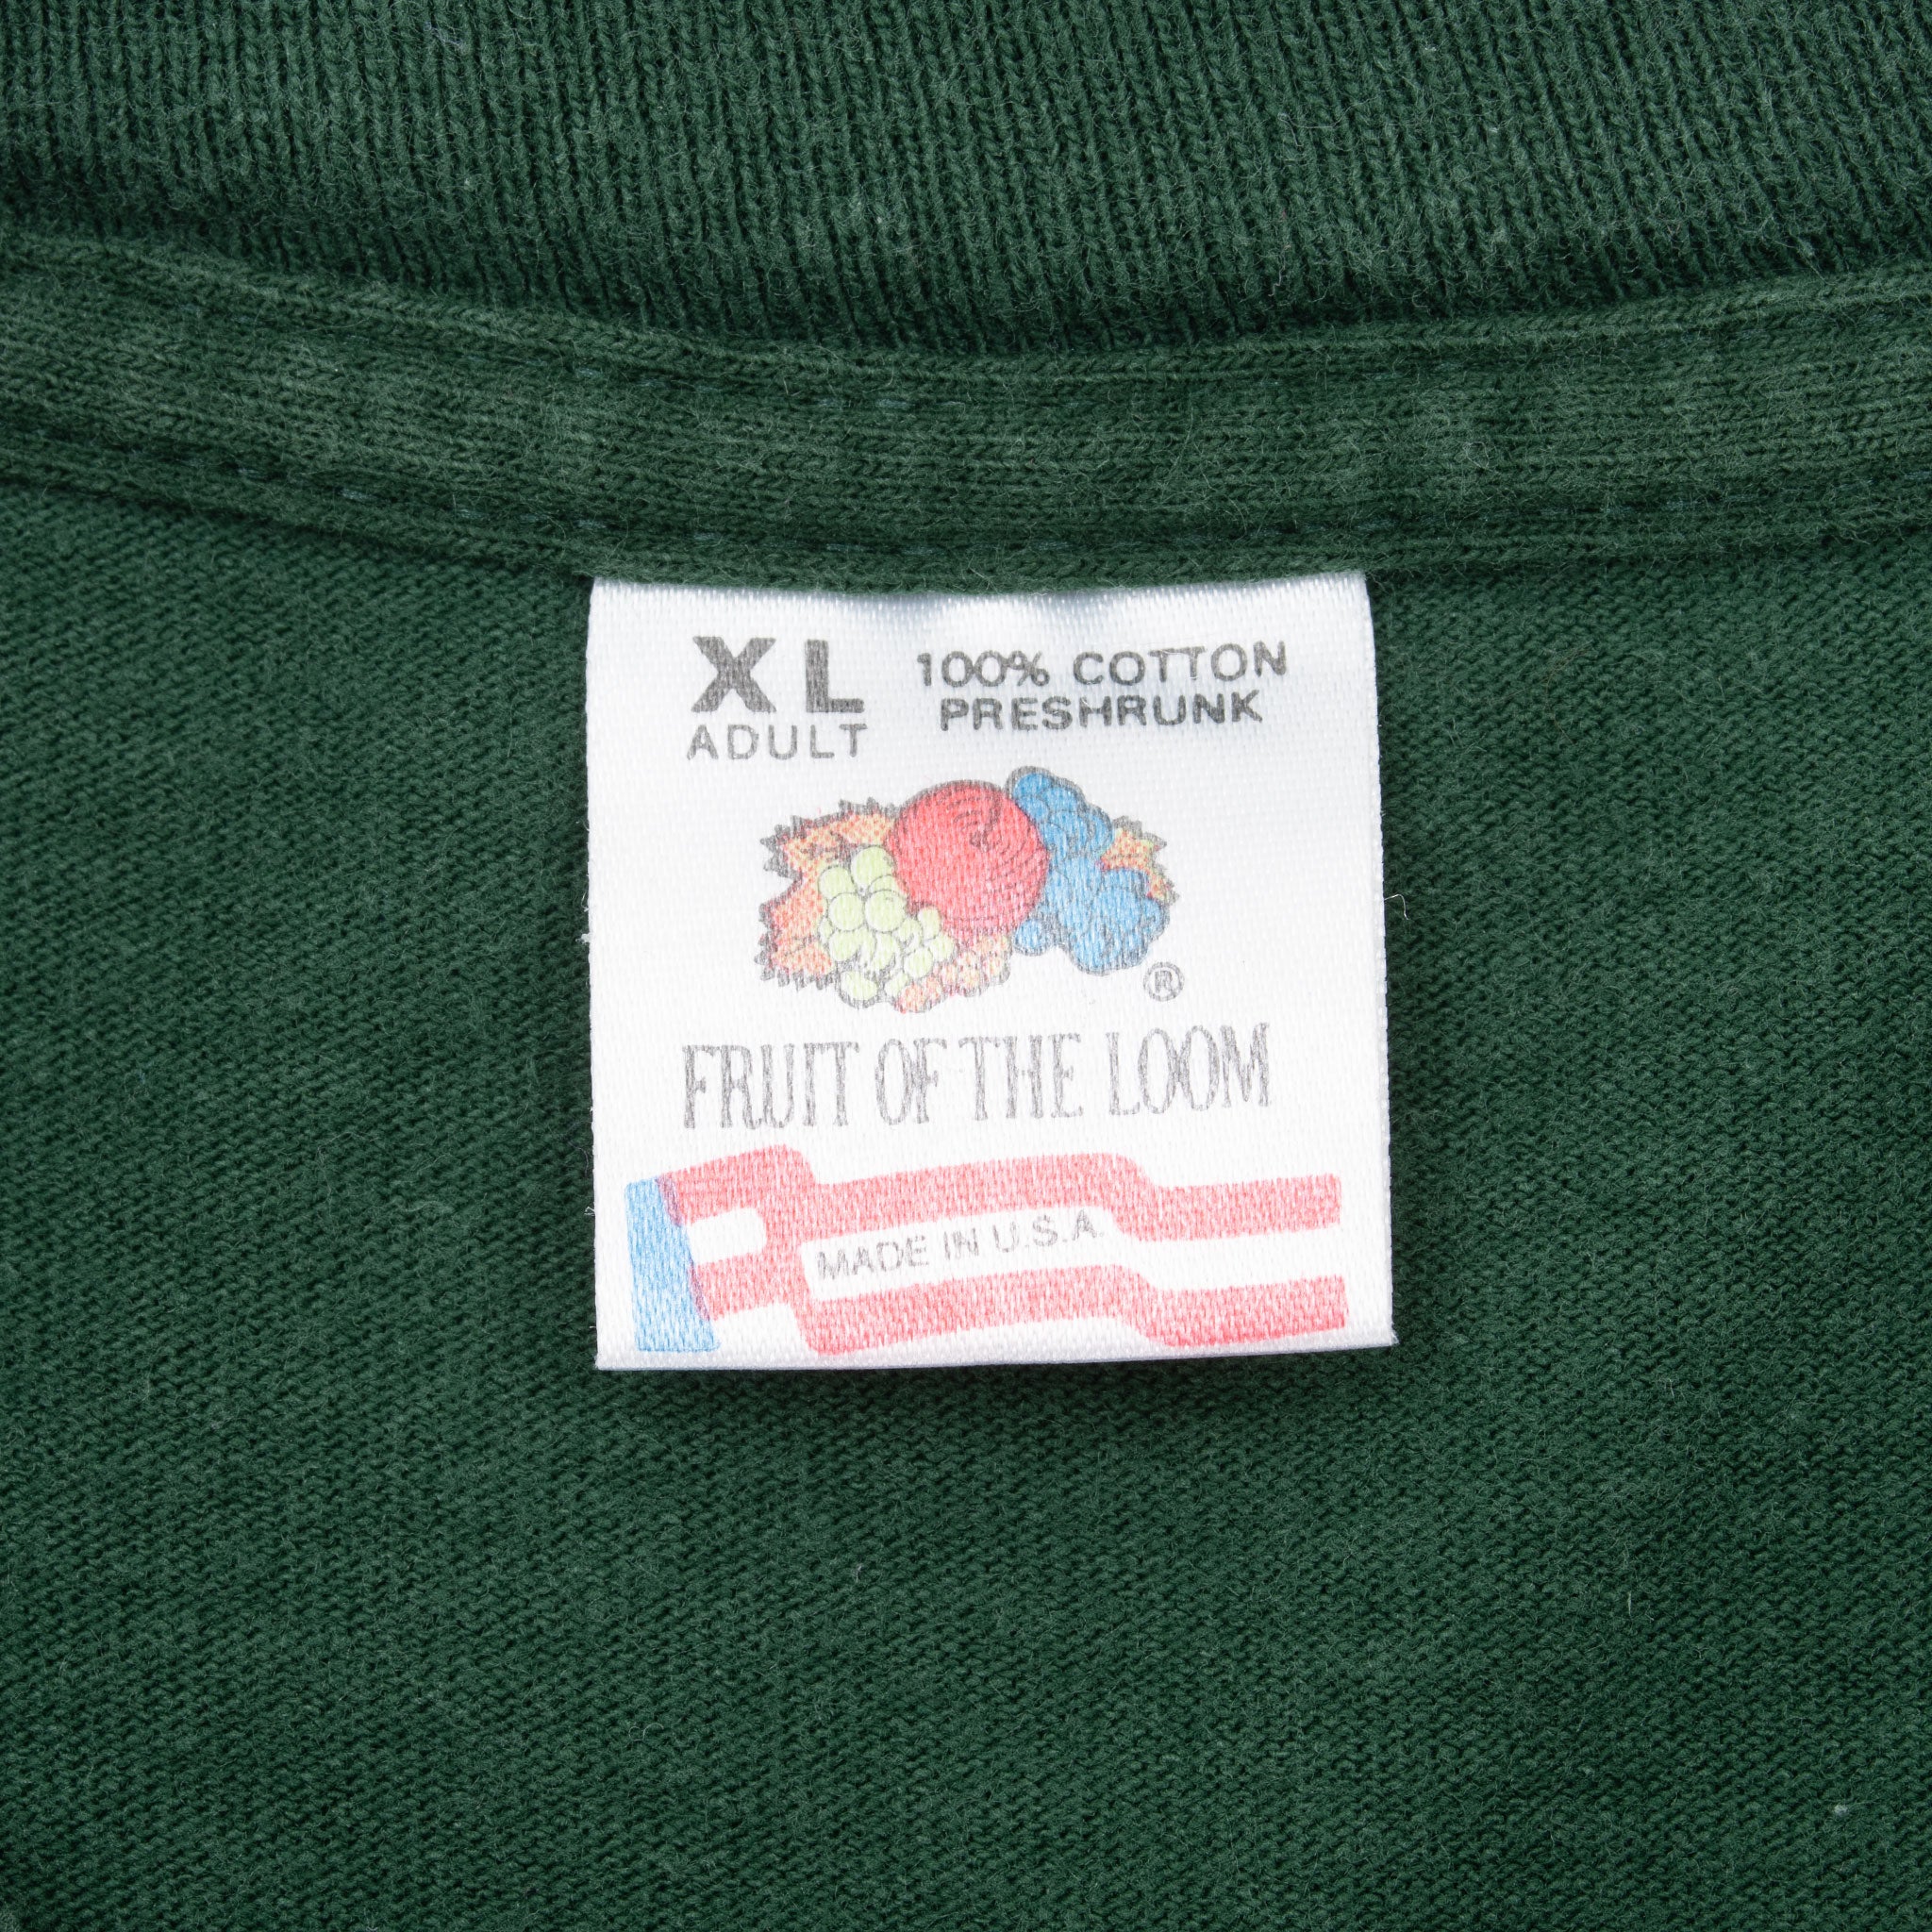 XL 100% COTTON
ADULT PRESHRUNK
®
FRUIT OF THE LOOM
MADE IN U.S.A.